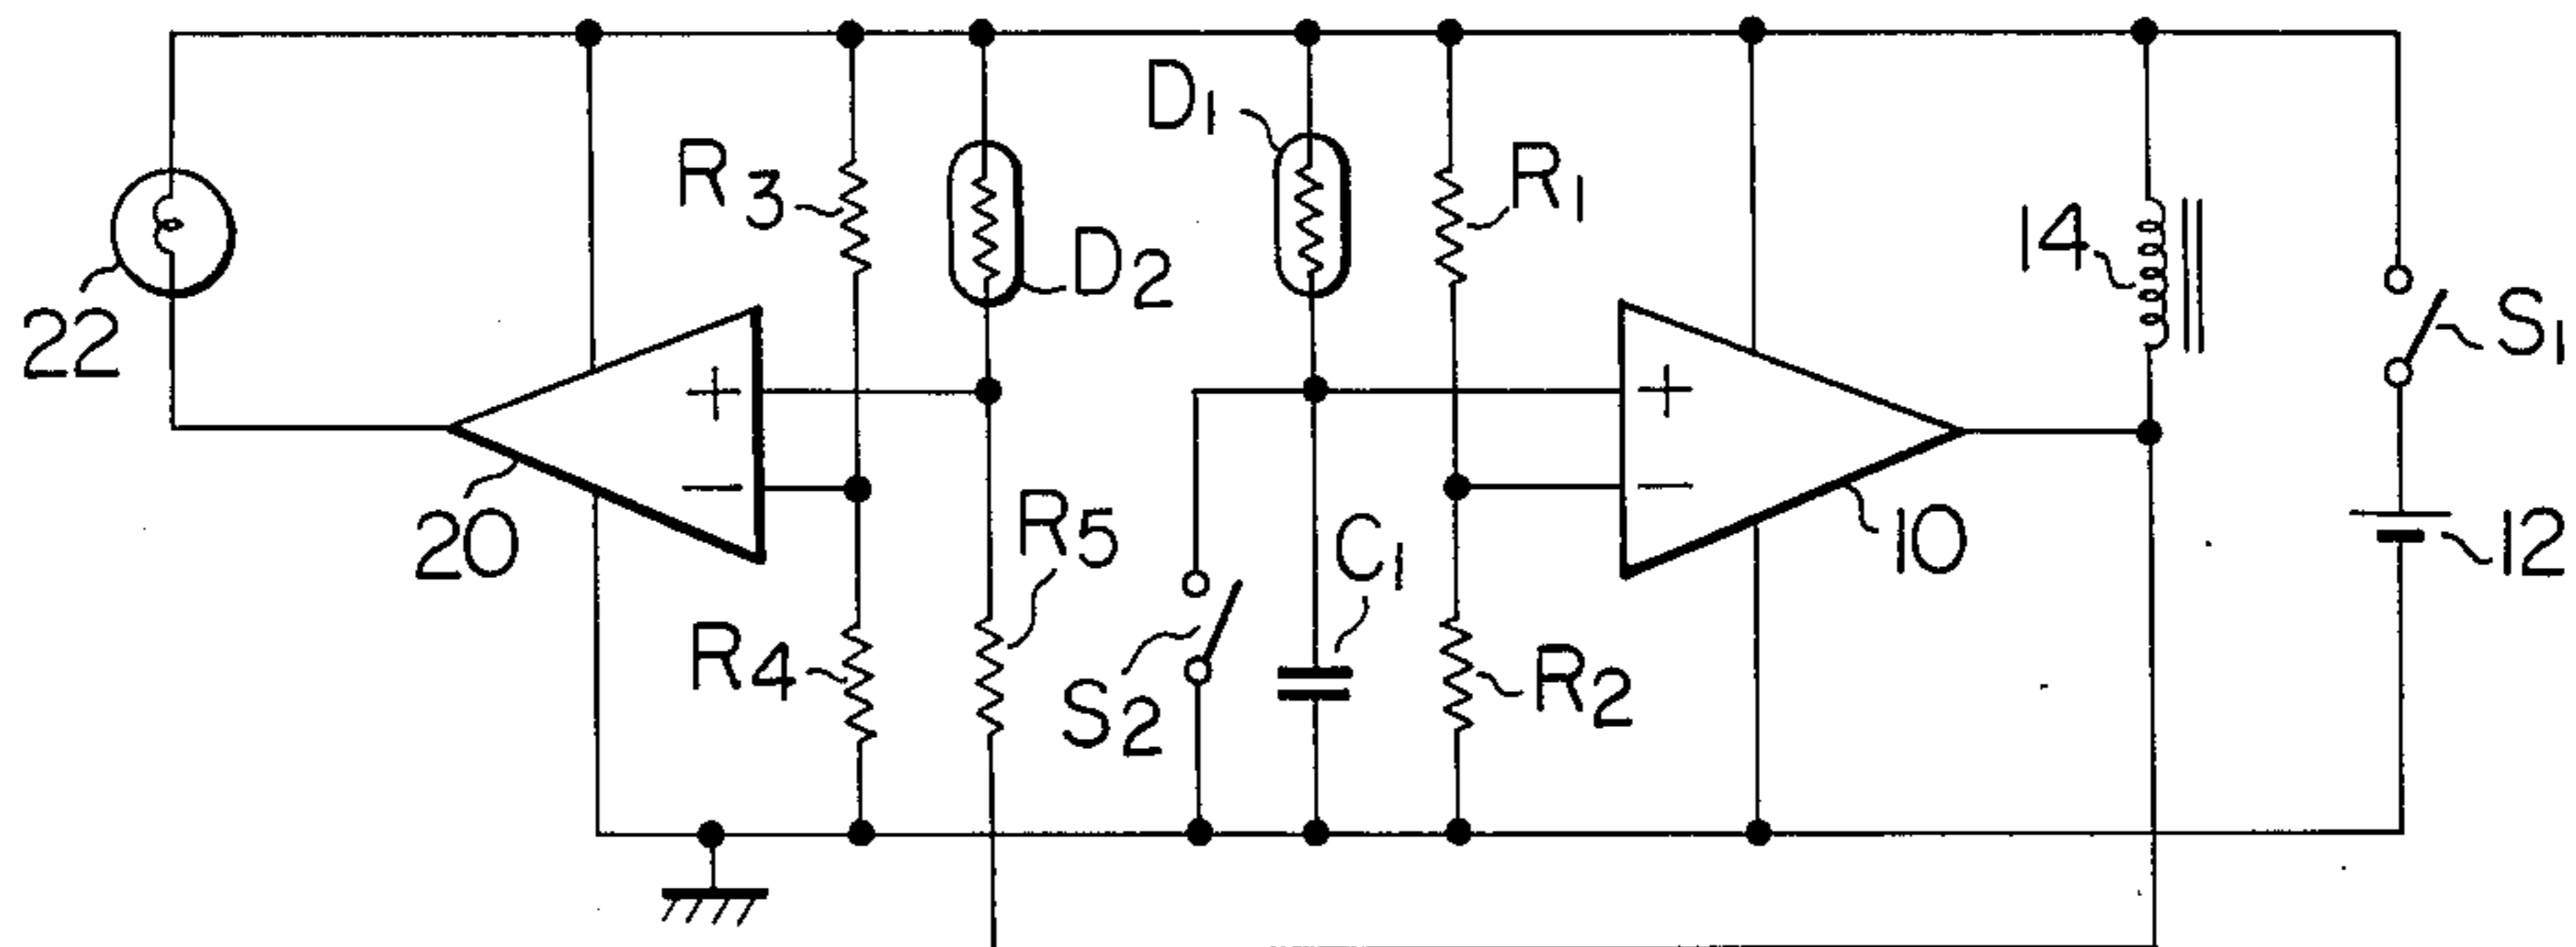 D₁
R₃
R₁
D₂
14
22
S₁
+
+
−
−
20
R₅
C₁
10
12
R₄
S₂
R₂